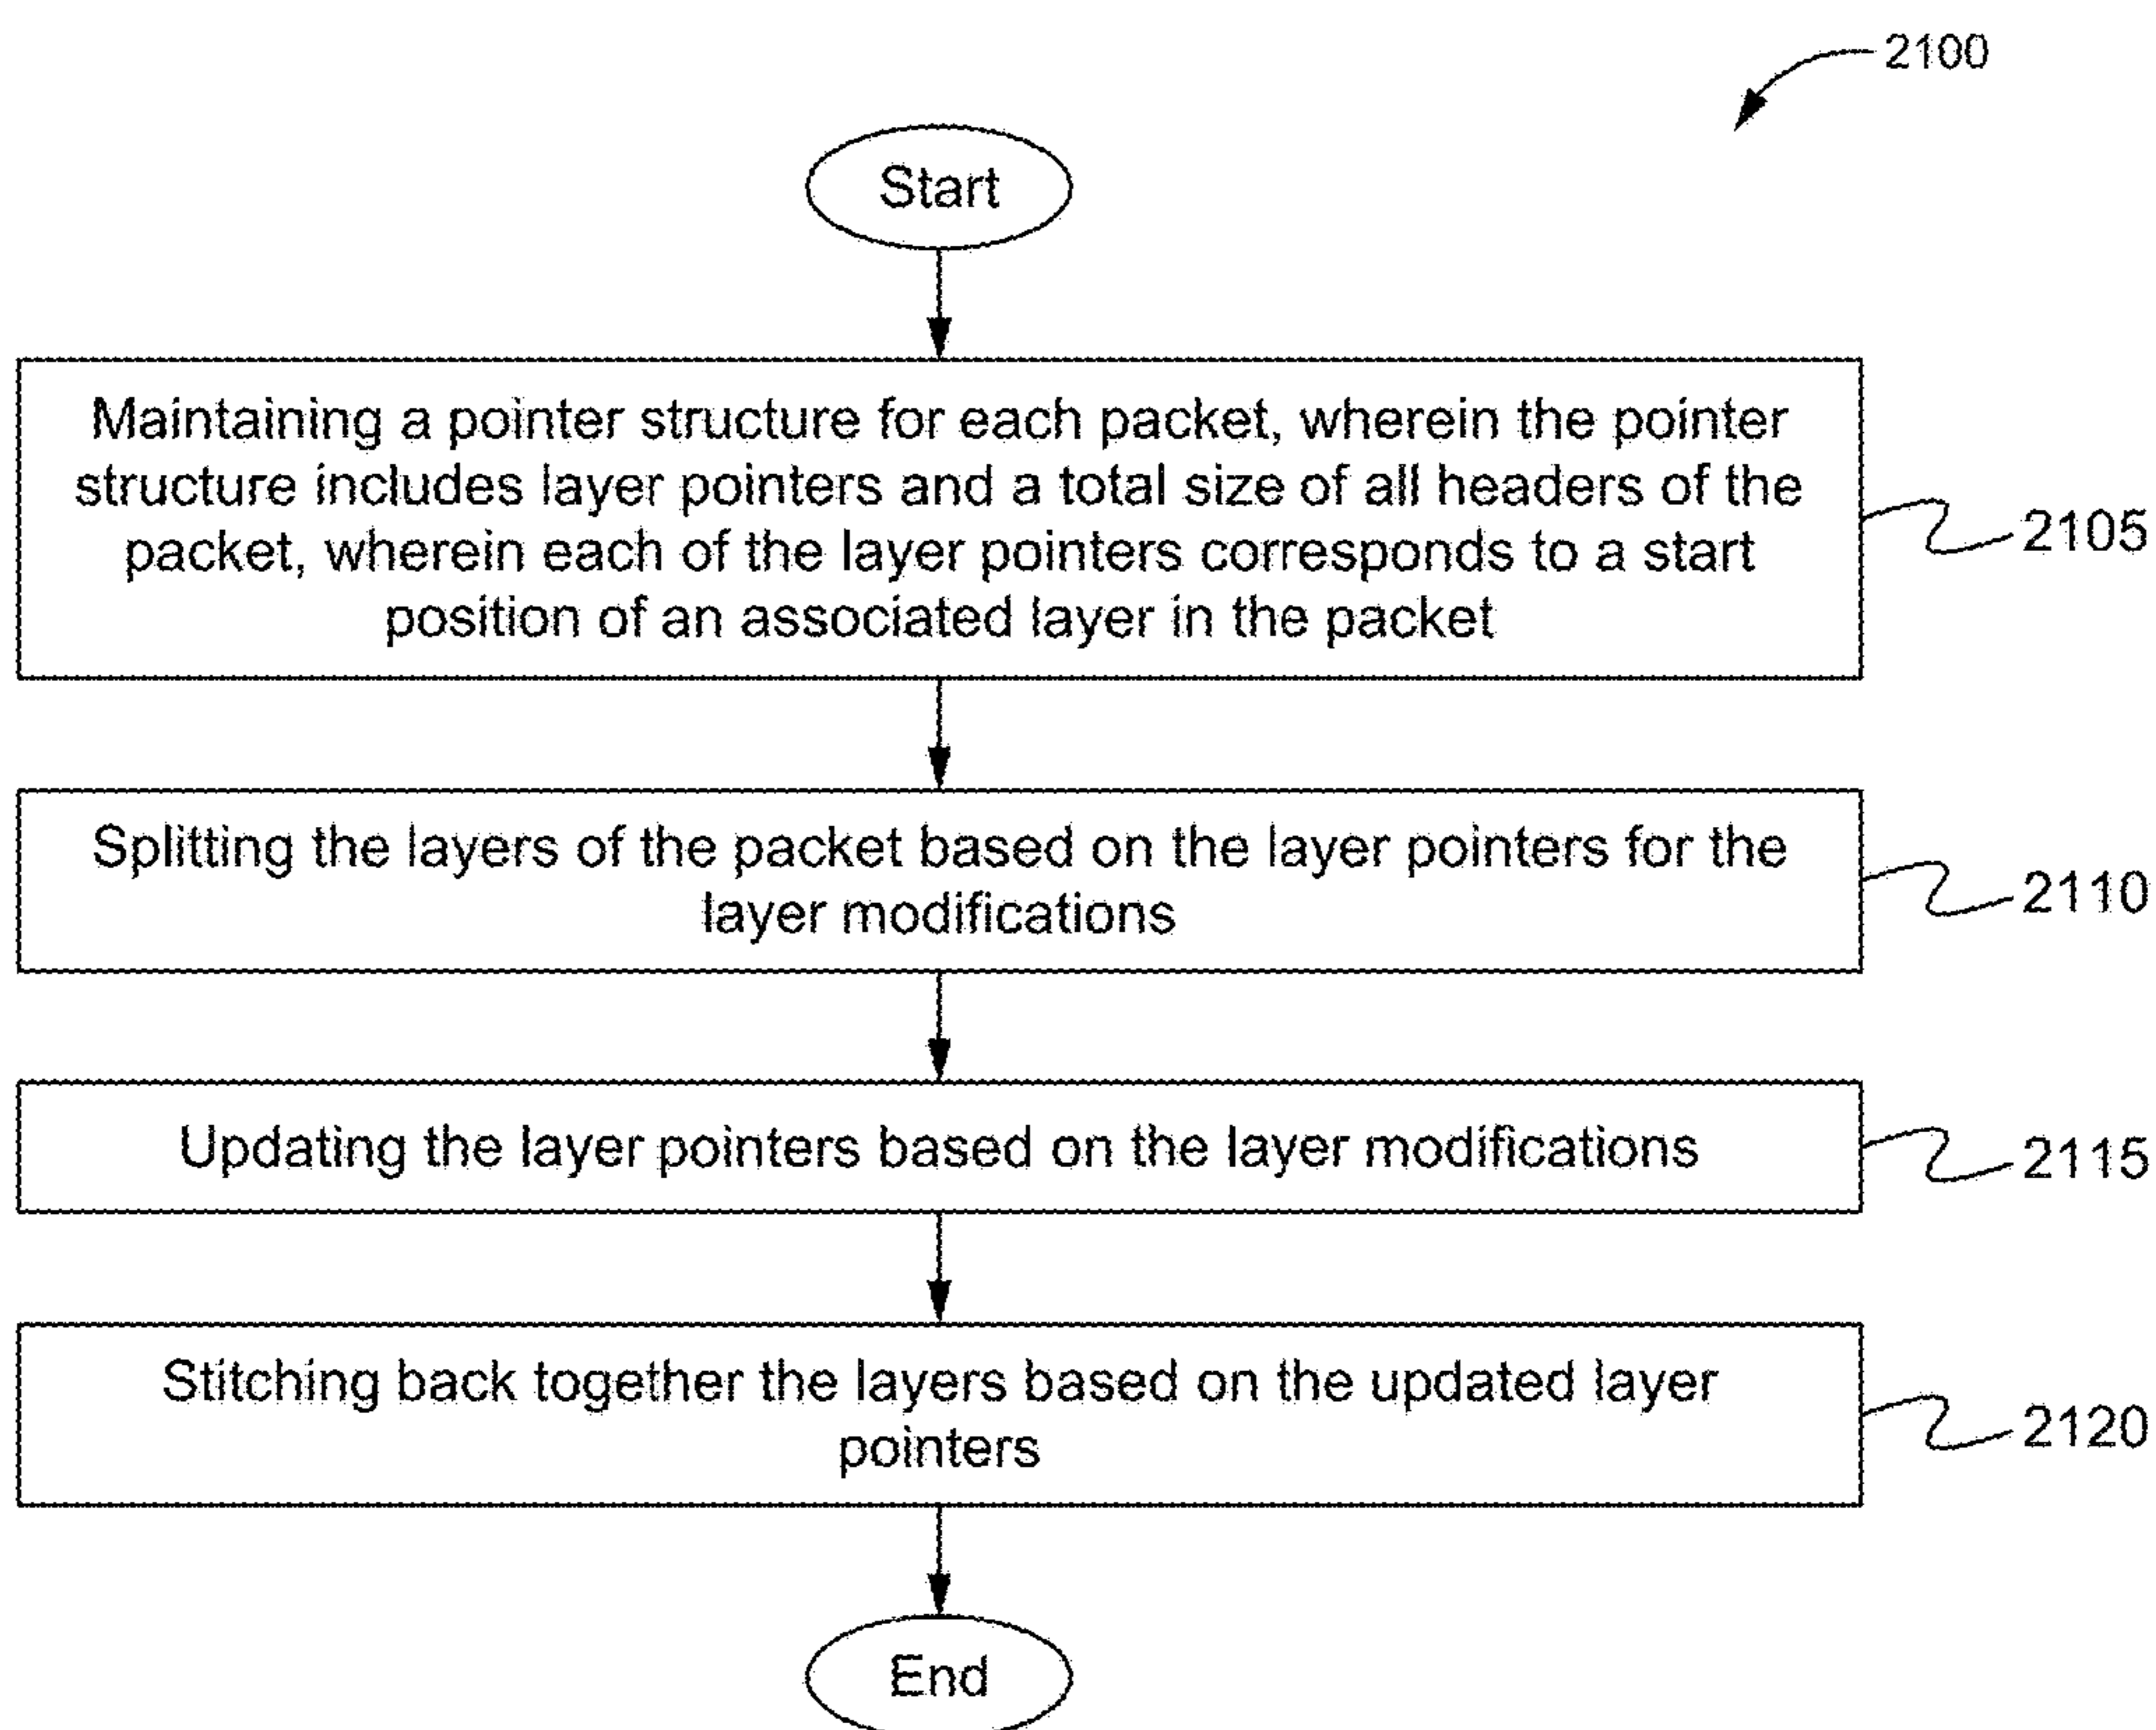 2100
Start
Maintaining a pointer structure for each packet, wherein the pointer
structure includes layer pointers and a total size of all headers of the
packet, wherein each of the layer pointers corresponds to a start
position of an associated layer in the packet
2105
Splitting the layers of the packet based on the layer pointers for the
layer modifications
2110
Updating the layer pointers based on the layer modifications
2115
Stitching back together the layers based on the updated layer
pointers
2120
End